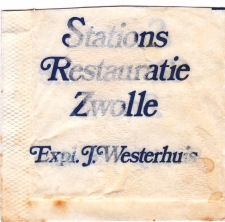 Stations
Restauratie
Zwolle
Expl. J. Westerhuis